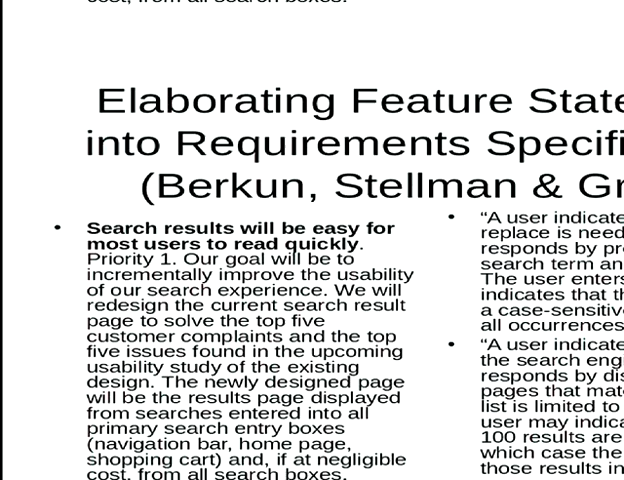 cost, from all search boxes.
Elaborating Feature State
into Requirements Specifi
(Berkun, Stellman & Gr
• Search results will be easy for
most users to read quickly.
Priority 1. Our goal will be to
incrementally improve the usability
of our search experience. We will
redesign the current search result
page to solve the top five
customer complaints and the top
five issues found in the upcoming
usability study of the existing
design. The newly designed page
will be the results page displayed
from searches entered into all
primary search entry boxes
(navigation bar, home page,
shopping cart) and, if at negligible
cost, from all search boxes.
• “A user indicate
replace is need
responds by pr
search term an
The user enters
indicates that th
a case-sensitiv
all occurrences
• “A user indicate
the search engi
responds by dis
pages that mat
list is limited to
user may indica
100 results are
which case the
those results in